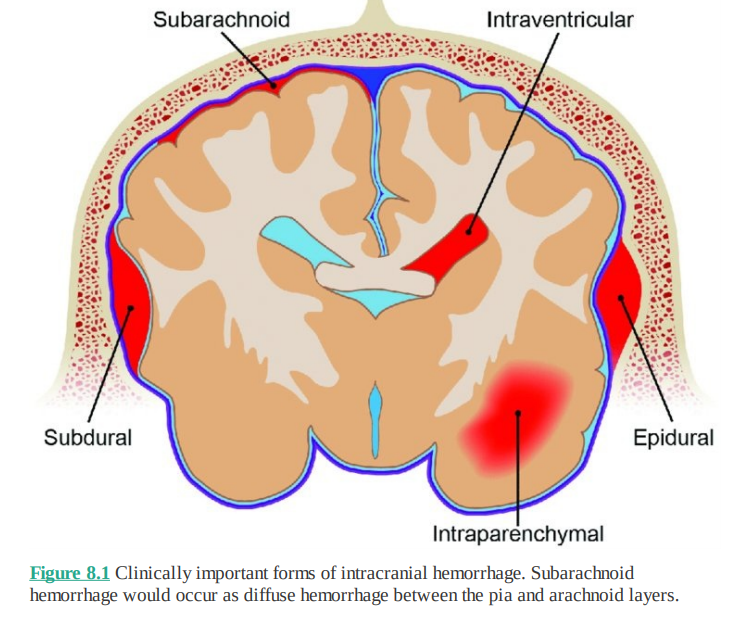 Subarachnoid
Intraventricular
Subdural
Epidural
Intraparenchymal
Figure 8.1 Clinically important forms of intracranial hemorrhage. Subarachnoid
hemorrhage would occur as diffuse hemorrhage between the pia and arachnoid layers.